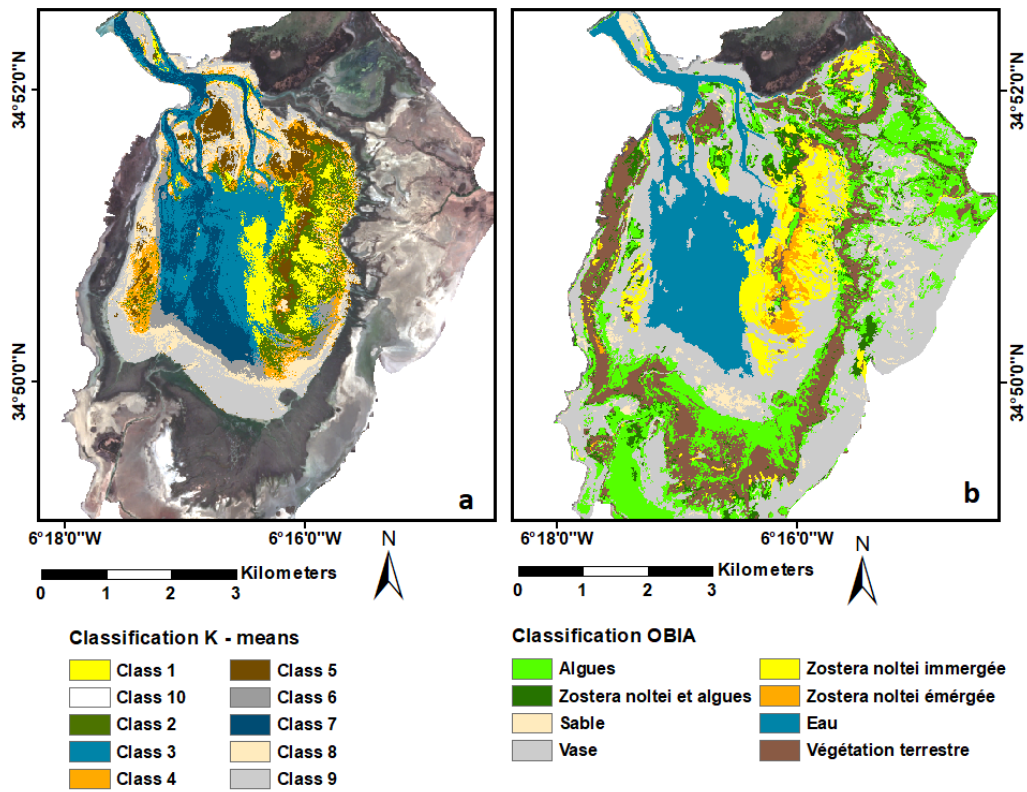 34°52'0"N
34°50'0"N
a
6°18'0"W
6°16'0"W
N
Kilometers
0 1 2 3
Classification K - means
Class 1
Class 10
Class 2
Class 3
Class 4
Class 5
Class 6
Class 7
Class 8
Class 9
34°52'0"N
34°50'0"N
b
6°18'0"W
6°16'0"W
N
Kilometers
0 1 2 3
Classification OBIA
Algues
Zostera noltei et algues
Sable
Vase
Zostera noltei immergée
Zostera noltei émérgée
Eau
Végétation terrestre